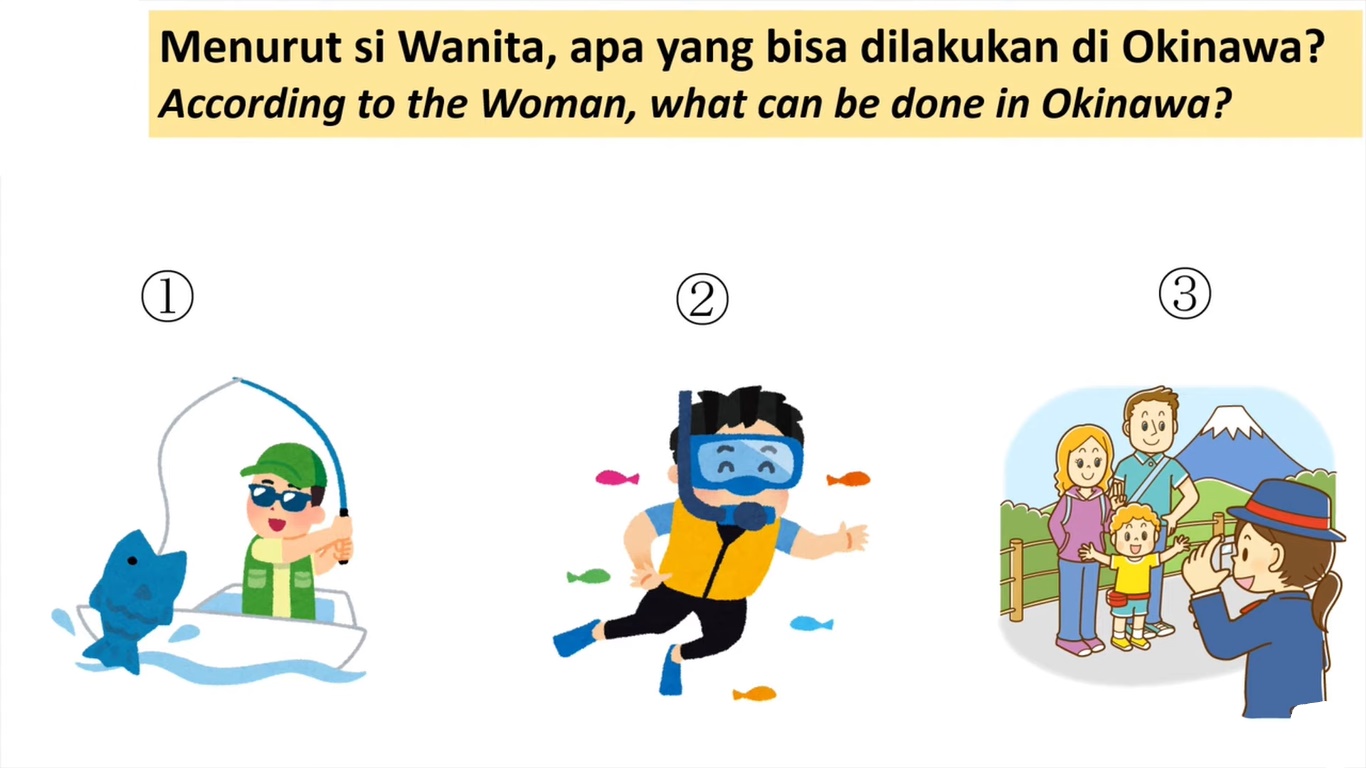 Menurut si Wanita, apa yang bisa dilakukan di Okinawa?
According to the Woman, what can be done in Okinawa?
① ② ③